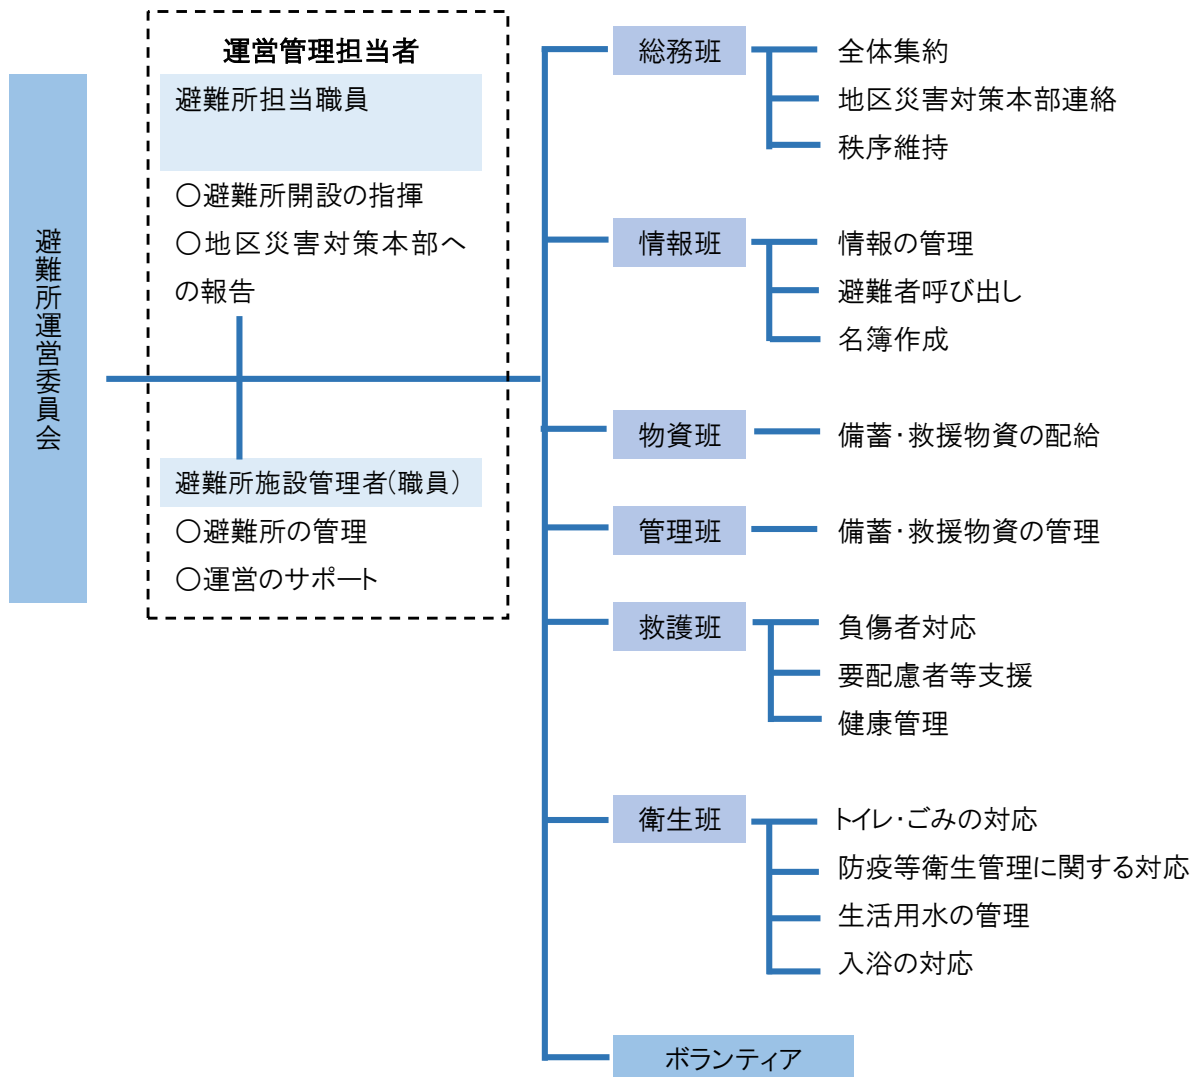 避難所運営委員会
運営管理担当者
避難所担当職員
〇避難所開設の指揮
〇地区災害対策本部へ
の報告
避難所施設管理者(職員)
〇避難所の管理
〇運営のサポート
総務班
全体集約
地区災害対策本部連絡
秩序維持
情報班
情報の管理
避難者呼び出し
名簿作成
物資班
備蓄・救援物資の配給
管理班
備蓄・救援物資の管理
救護班
負傷者対応
要配慮者等支援
健康管理
衛生班
トイレ・ごみの対応
防疫等衛生管理に関する対応
生活用水の管理
入浴の対応
ボランティア